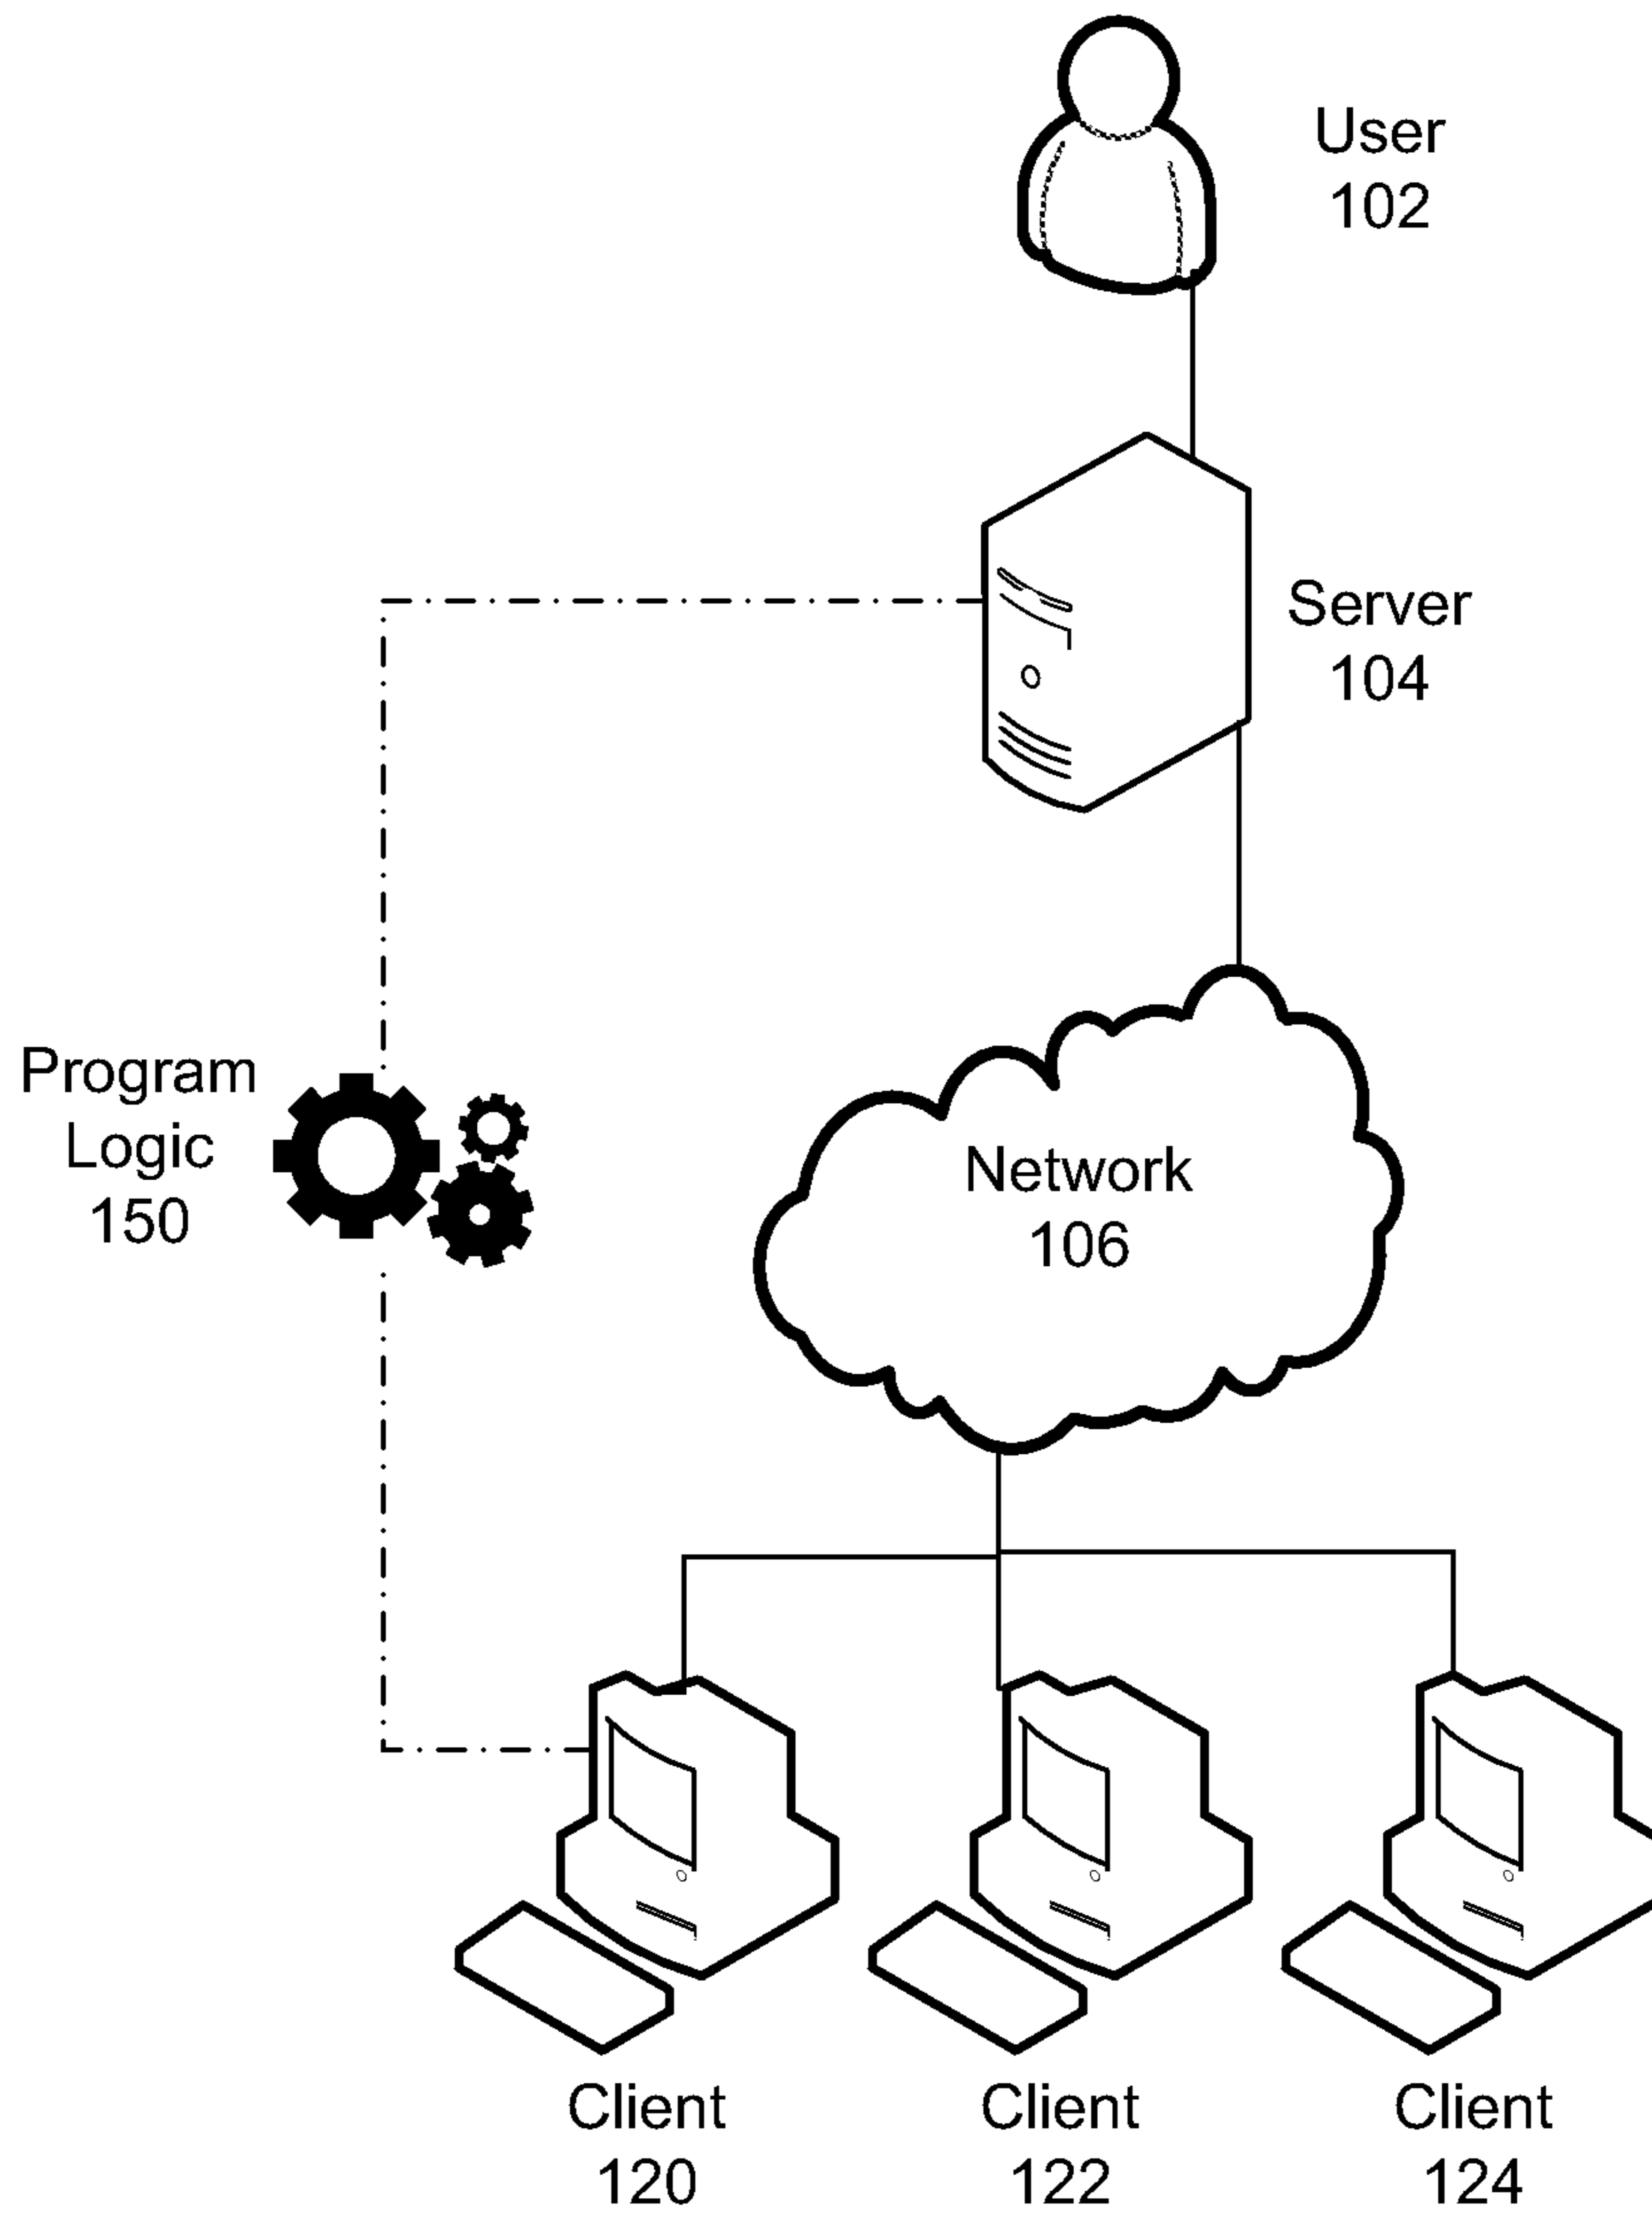 User
102
Server
104
Program
Logic
150
Network
106
Client
120
Client
122
Client
124